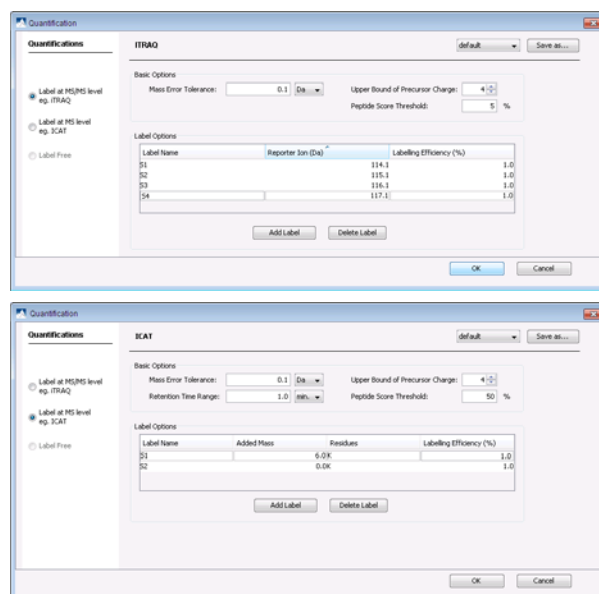 Quantification
Quantifications
ITRAQ
default
Save as...
Basic Options
Label at MS/MS level
eg. iTRAQ
Mass Error Tolerance: 0.1 Da
Upper Bound of Precursor Charge: 4
Peptide Score Threshold: 5 %
Label at MS level
eg. ICAT
Label Free
Label Options
Label Name Reporter Ion (Da) Labelling Efficiency (%)
S1 114.1 1.0
S2 115.1 1.0
S3 116.1 1.0
S4 117.1 1.0
Add Label Delete Label
OK Cancel
Quantification
Quantifications
ICAT
default
Save as...
Basic Options
Label at MS/MS level
eg. iTRAQ
Mass Error Tolerance: 0.1 Da
Upper Bound of Precursor Charge: 4
Retention Time Range: 1.0 min.
Peptide Score Threshold: 50 %
Label at MS level
eg. ICAT
Label Free
Label Options
Label Name Added Mass Residues Labelling Efficiency (%)
S1 6.0 K 1.0
S2 0.0 K 1.0
Add Label Delete Label
OK Cancel